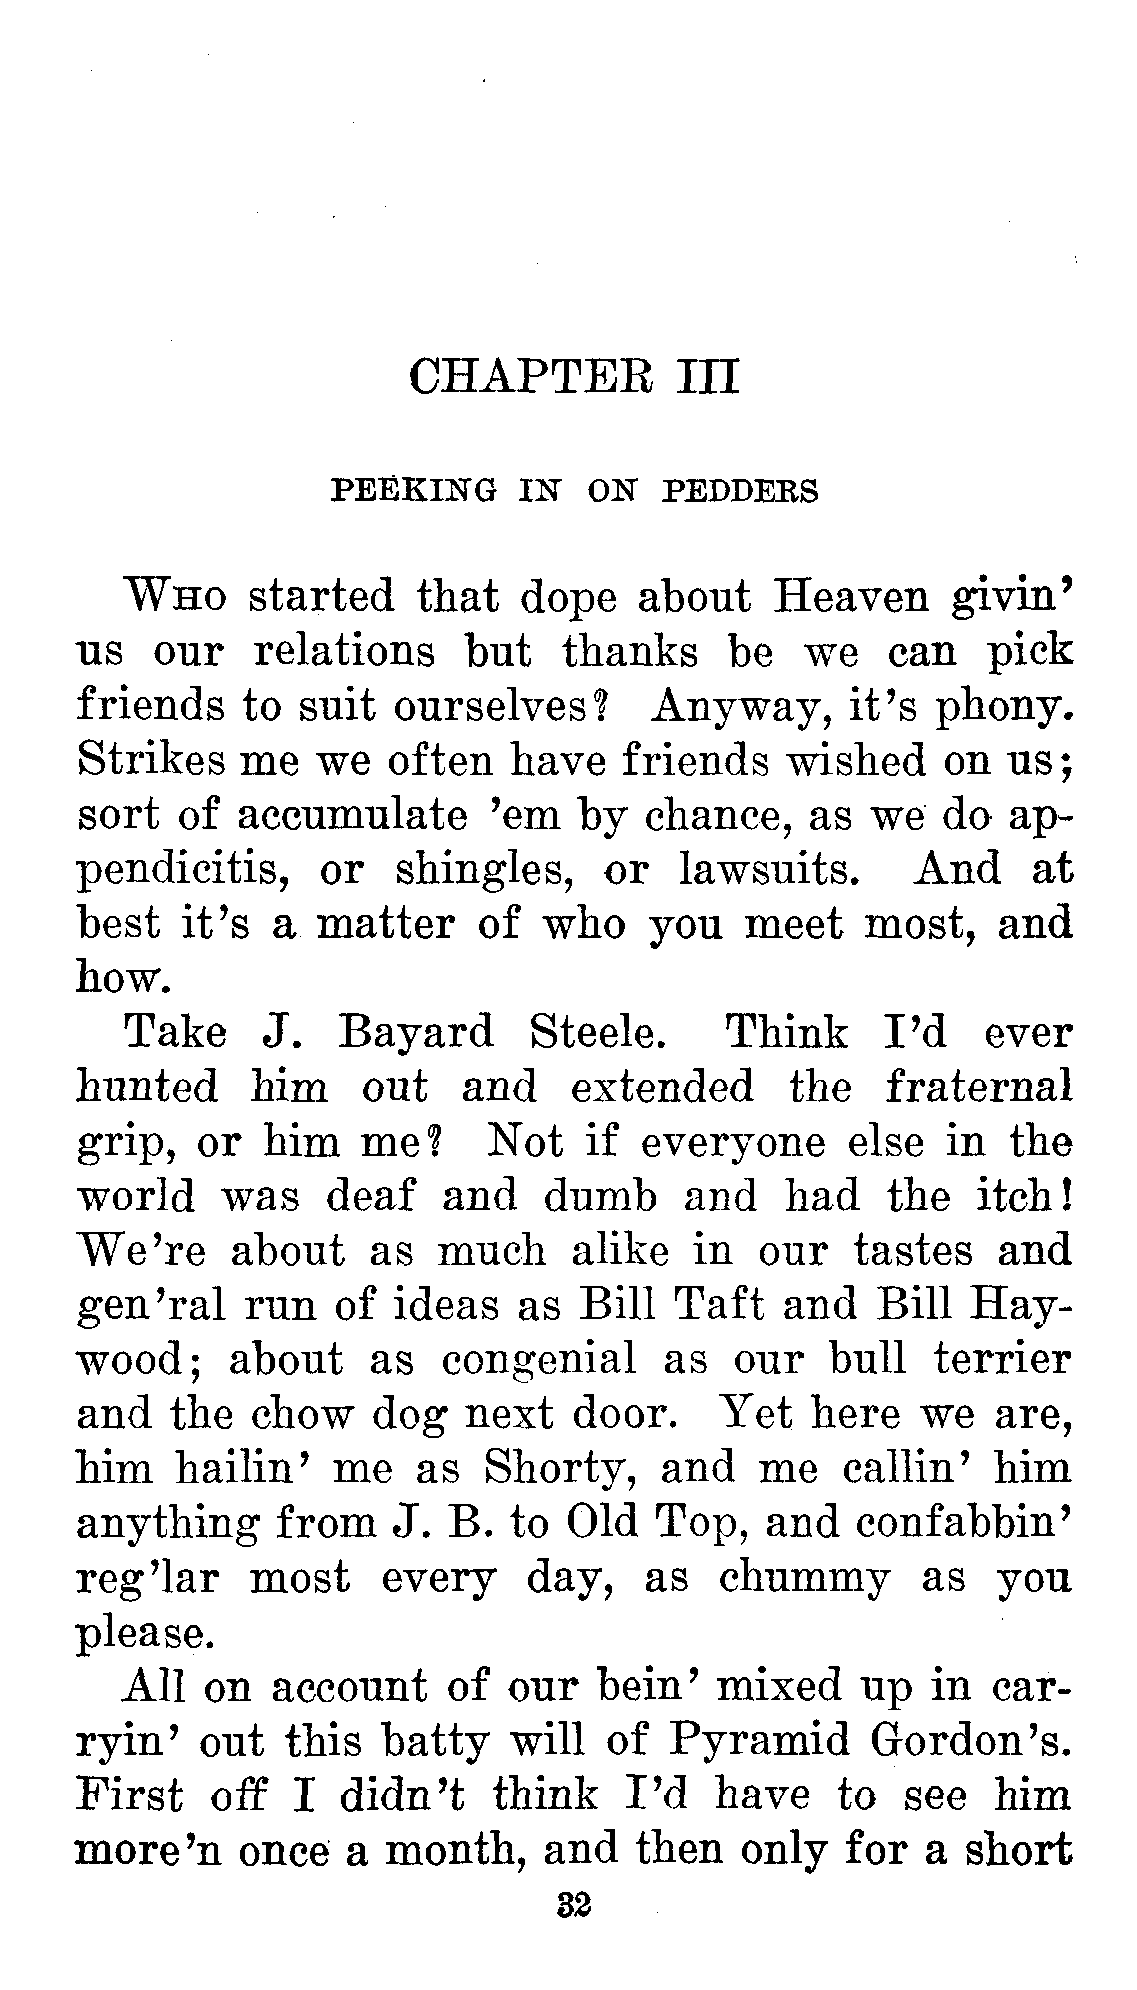 CHAPTER III
PEEKING IN ON PEDDERS
WHO started that dope about Heaven givin'
us our relations but thanks be we can pick
friends to suit ourselves? Anyway, it's phony.
Strikes me we often have friends wished on us;
sort of accumulate 'em by chance, as we do ap-
pendicitis, or shingles, or lawsuits. And at
best it's a matter of who you meet most, and
how.
Take J. Bayard Steele. Think I'd ever
hunted him out and extended the fraternal
grip, or him me? Not if everyone else in the
world was deaf and dumb and had the itch!
We're about as much alike in our tastes and
gen'ral run of ideas as Bill Taft and Bill Hay-
wood; about as congenial as our bull terrier
and the chow dog next door. Yet here we are,
him hailin' me as Shorty, and me callin' him
anything from J. B. to Old Top, and confabbin'
reg'lar most every day, as chummy as you
please.
All on account of our bein' mixed up in car-
ryin' out this batty will of Pyramid Gordon's.
First off I didn't think I'd have to see him
more'n once a month, and then only for a short
32